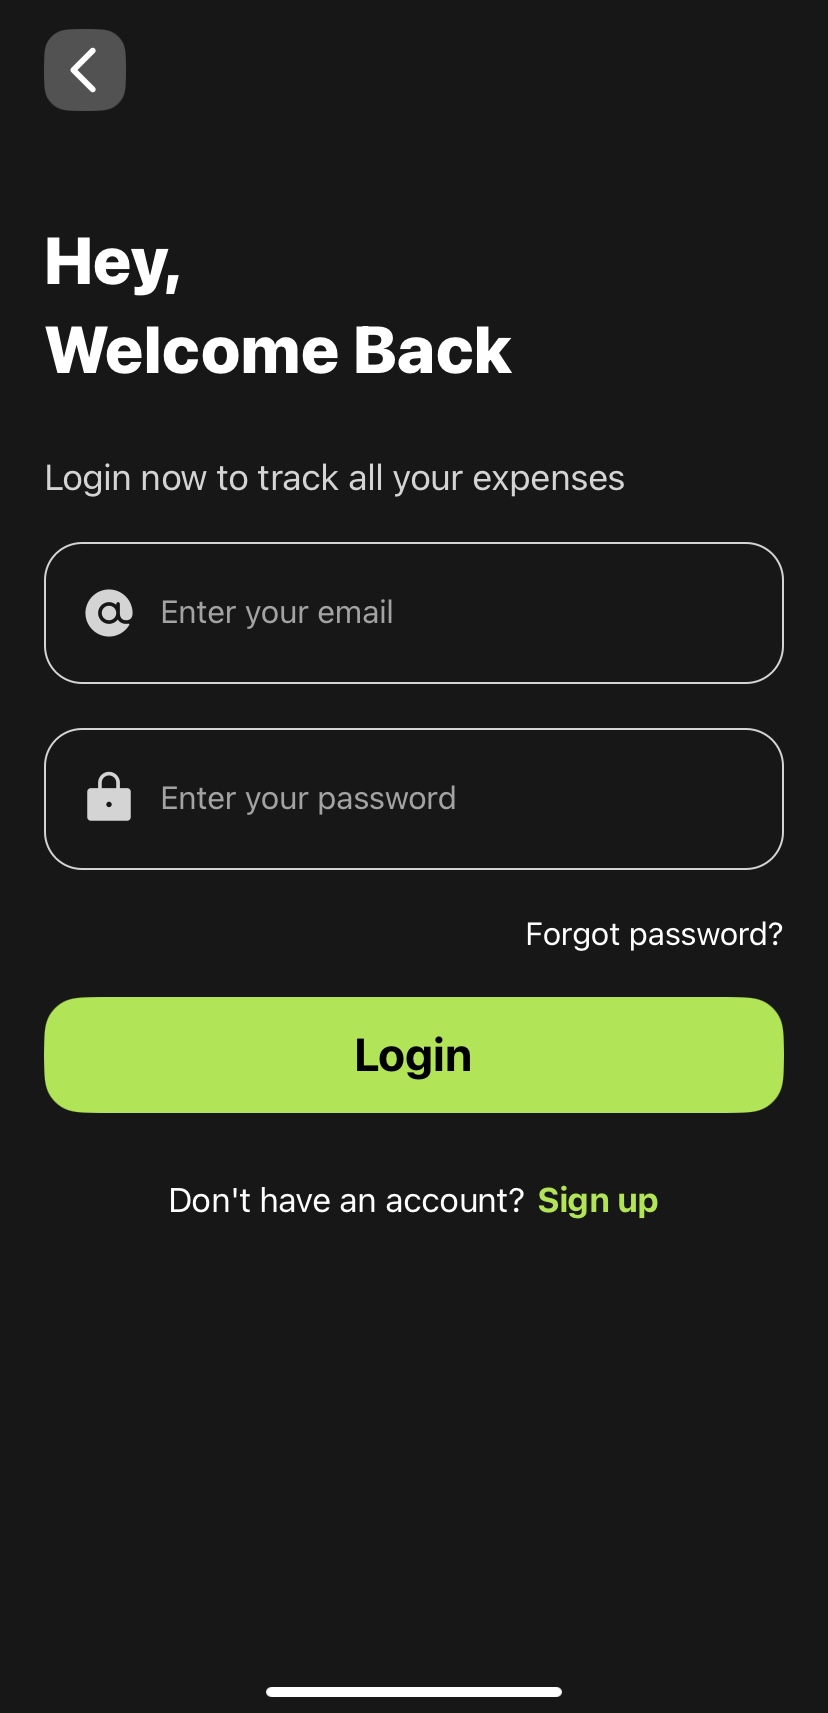 Hey,
Welcome Back
Login now to track all your expenses
Enter your email
Enter your password
Forgot password?
Login
Don't have an account? Sign up